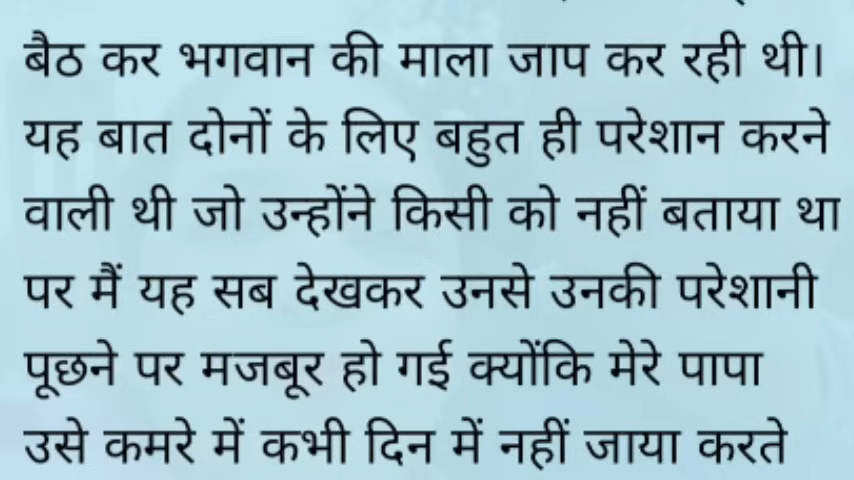 बैठ कर भगवान की माला जाप कर रही थी।
यह बात दोनों के लिए बहुत ही परेशान करने
वाली थी जो उन्होंने किसी को नहीं बताया था
पर मैं यह सब देखकर उनसे उनकी परेशानी
पूछने पर मजबूर हो गई क्योंकि मेरे पापा
उसे कमरे में कभी दिन में नहीं जाया करते